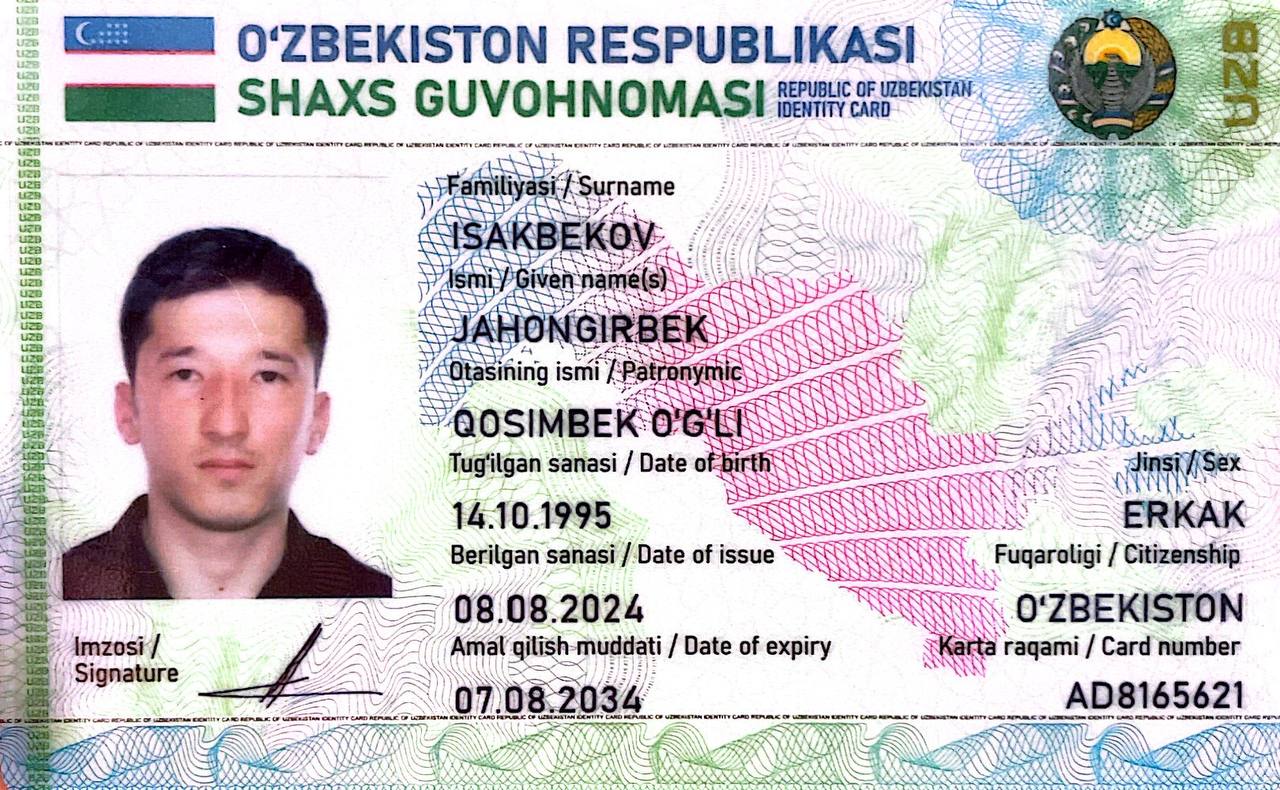 O‘ZBEKISTON RESPUBLIKASI
SHAXS GUVOHNOMASI
REPUBLIC OF UZBEKISTAN
IDENTITY CARD
UZB
Familiyasi / Surname
ISAKBEKOV
Ismi / Given name(s)
JAHONGIRBEK
Otasining ismi / Patronymic
QOSIMBEK O'G'LI
Tug'ilgan sanasi / Date of birth
14.10.1995
Jinsi / Sex
ERKAK
Berilgan sanasi / Date of issue
08.08.2024
Fuqaroligi / Citizenship
O‘ZBEKISTON
Amal qilish muddati / Date of expiry
07.08.2034
Karta raqami / Card number
AD8165621
Imzosi /
Signature